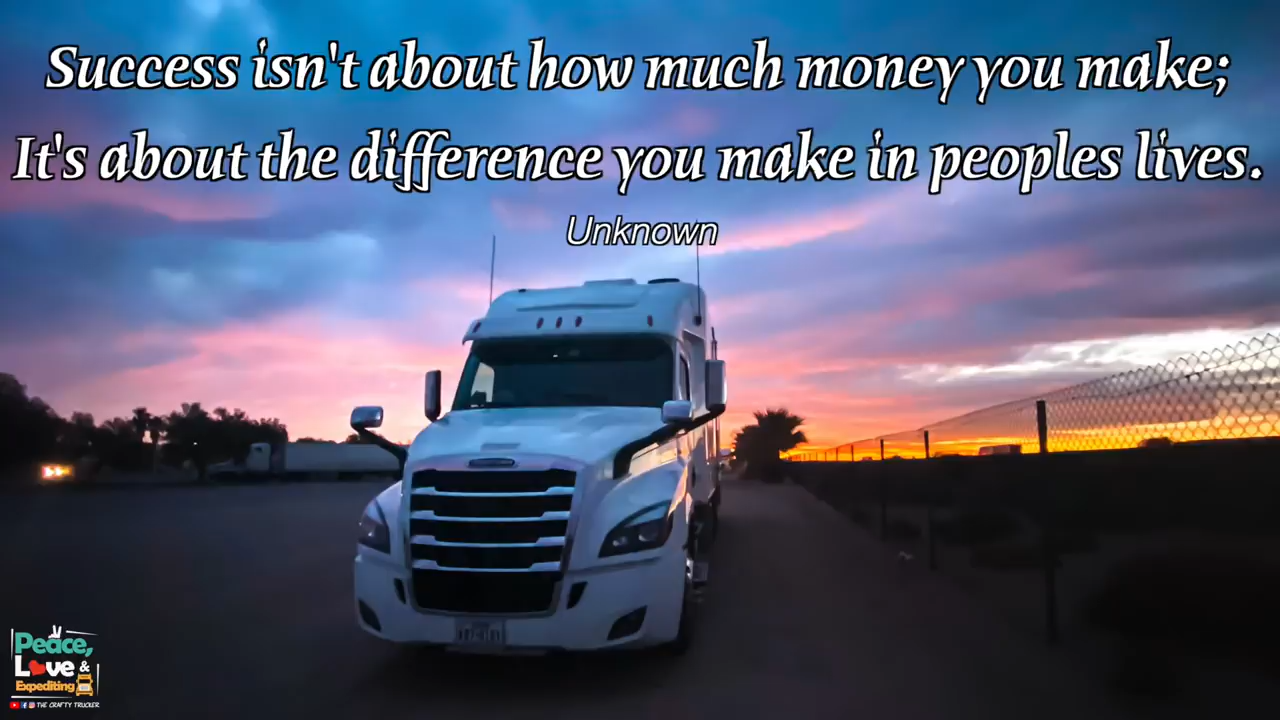 Success isn't about how much money you make;
It's about the difference you make in peoples lives.
Unknown
Peace,
Love &
Expediting
THE CRAFTY TRUCKER